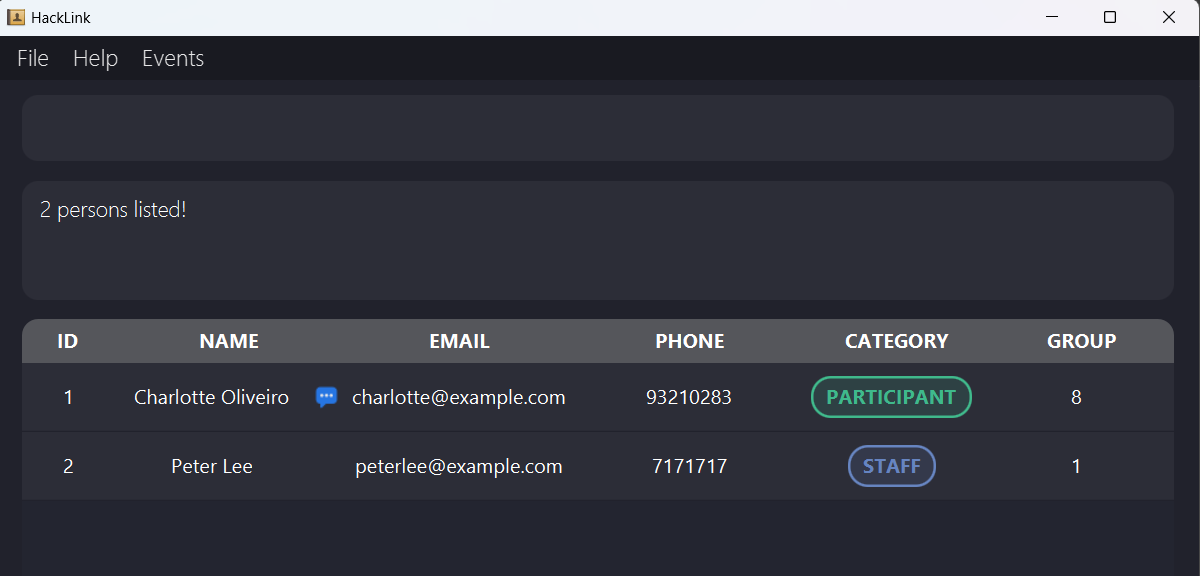 HackLink
File Help Events
2 persons listed!
ID NAME EMAIL PHONE CATEGORY GROUP
1 Charlotte Oliveiro charlotte@example.com 93210283 PARTICIPANT 8
2 Peter Lee peterlee@example.com 7171717 STAFF 1